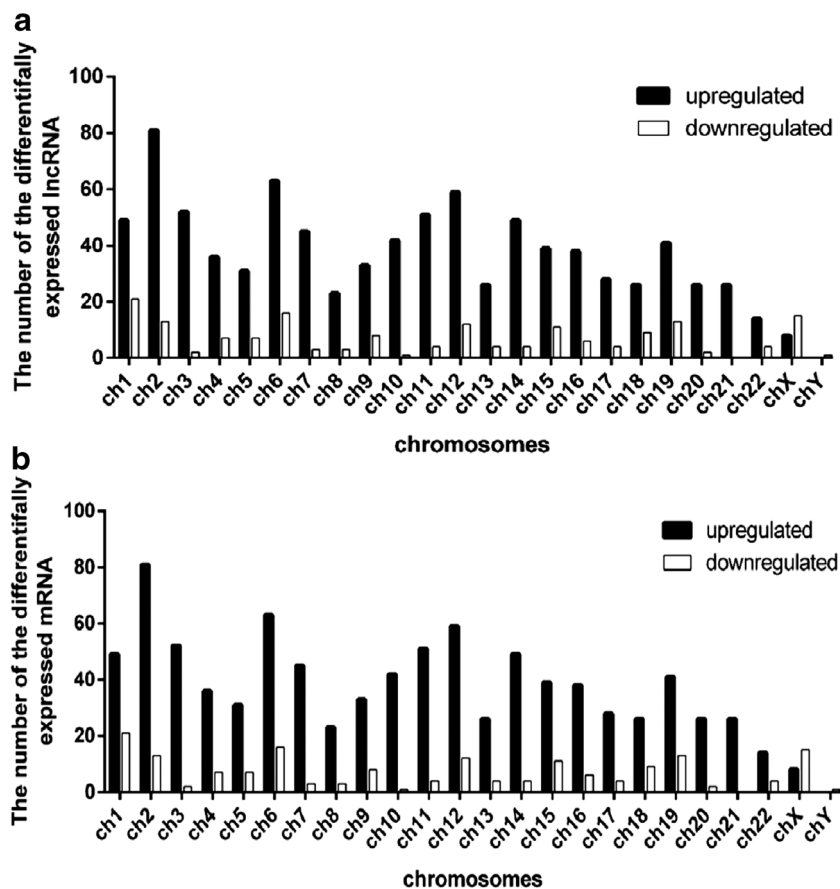 a
The number of the differentifally
expressed lncRNA
100
80
60
40
20
0
upregulated
downregulated
ch1
ch2
ch3
ch4
ch5
ch6
ch7
ch8
ch9
ch10
ch11
ch12
ch13
ch14
ch15
ch16
ch17
ch18
ch19
ch20
ch21
ch22
chX
chY
chromosomes
b
The number of the differentifally
expressed mRNA
100
80
60
40
20
0
upregulated
downregulated
ch1
ch2
ch3
ch4
ch5
ch6
ch7
ch8
ch9
ch10
ch11
ch12
ch13
ch14
ch15
ch16
ch17
ch18
ch19
ch20
ch21
ch22
chX
chY
chromosomes